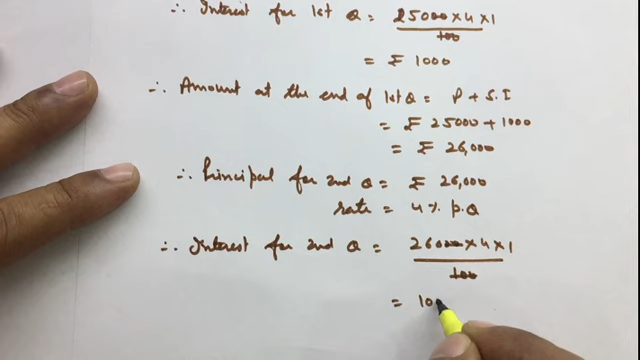 ∴ Interest for 1st Q = 25000 × 4 × 1
100
= ₹ 1000
∴ Amount at the end of 1st Q = P + S.I
= ₹ 25000 + 1000
= ₹ 26,000
∴ Principal for 2nd Q = ₹ 26,000
rate = 4% p.Q
∴ Interest for 2nd Q = 26000 × 4 × 1
100
= 10